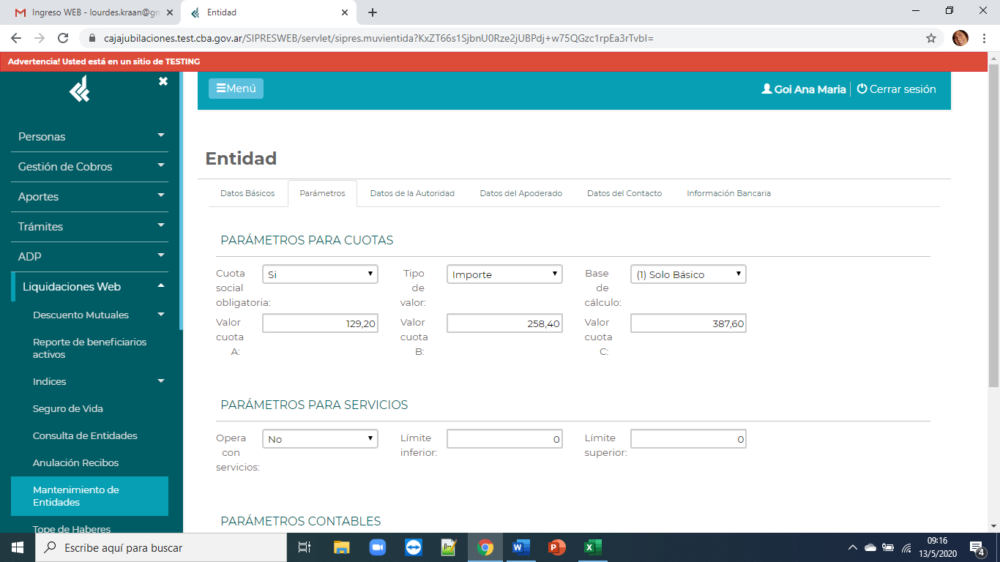 Ingreso WEB - lourdes.kraan@gm
Entidad
cajajubilaciones.test.cba.gov.ar/SIPRESWEB/servlet/sipres.muvientida?KxZT66s1SjbnU0Rze2jUBPdj+w75QGzc1rpEa3rTvbI=
Advertencia! Usted está en un sitio de TESTING
Menú
Goi Ana Maria
Cerrar sesión
Personas
Gestión de Cobros
Aportes
Trámites
ADP
Liquidaciones Web
Descuento Mutuales
Reporte de beneficiarios
activos
Indices
Seguro de Vida
Consulta de Entidades
Anulación Recibos
Mantenimiento de
Entidades
Tope de Haberes
Entidad
Datos Básicos
Parámetros
Datos de la Autoridad
Datos del Apoderado
Datos del Contacto
Información Bancaria
PARÁMETROS PARA CUOTAS
Cuota
social
obligatoria:
Si
Tipo
de
valor:
Importe
Base
de
cálculo:
(1) Solo Básico
Valor
cuota
A:
129,20
Valor
cuota
B:
258,40
Valor
cuota
C:
387,60
PARÁMETROS PARA SERVICIOS
Opera
con
servicios:
No
Límite
inferior:
0
Límite
superior:
0
PARÁMETROS CONTABLES
Escribe aquí para buscar
09:16
13/5/2020
4